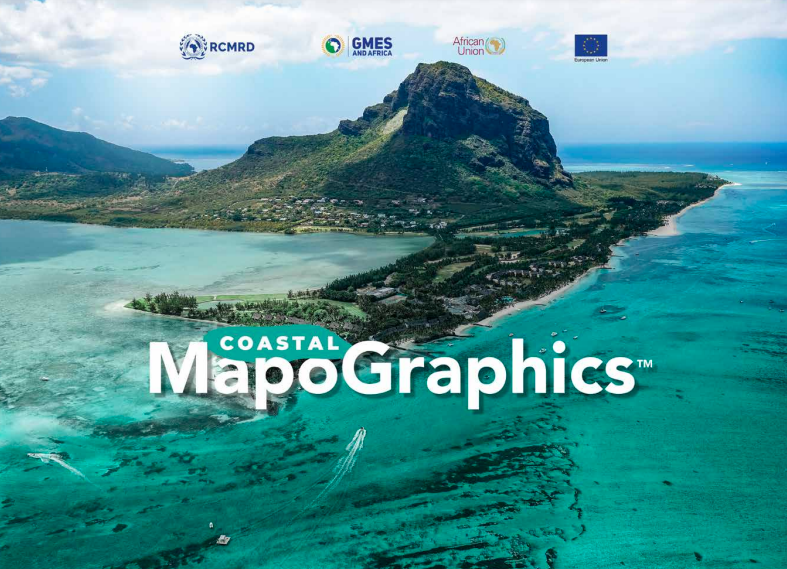 RCMRD
GMES
AND AFRICA
African
Union
European Union
COASTAL
MapoGraphics™